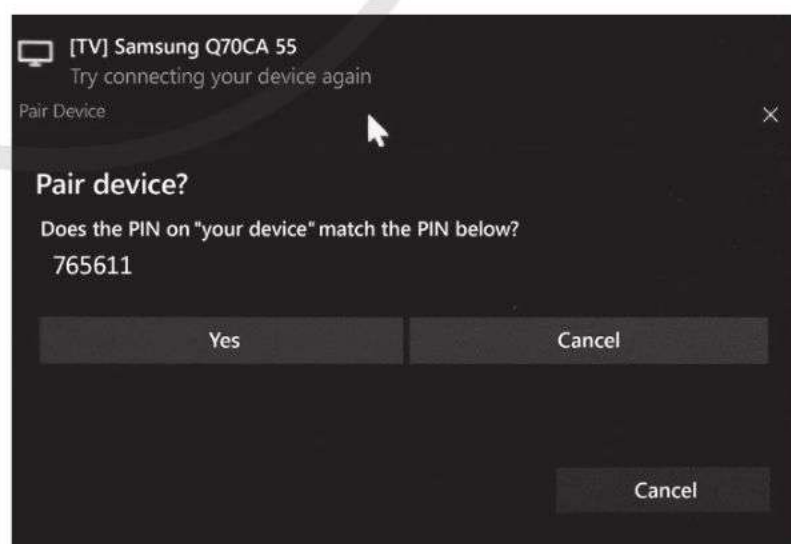 [TV] Samsung Q70CA 55
Try connecting your device again
Pair Device
Pair device?
Does the PIN on "your device" match the PIN below?
765611
Yes
Cancel
Cancel